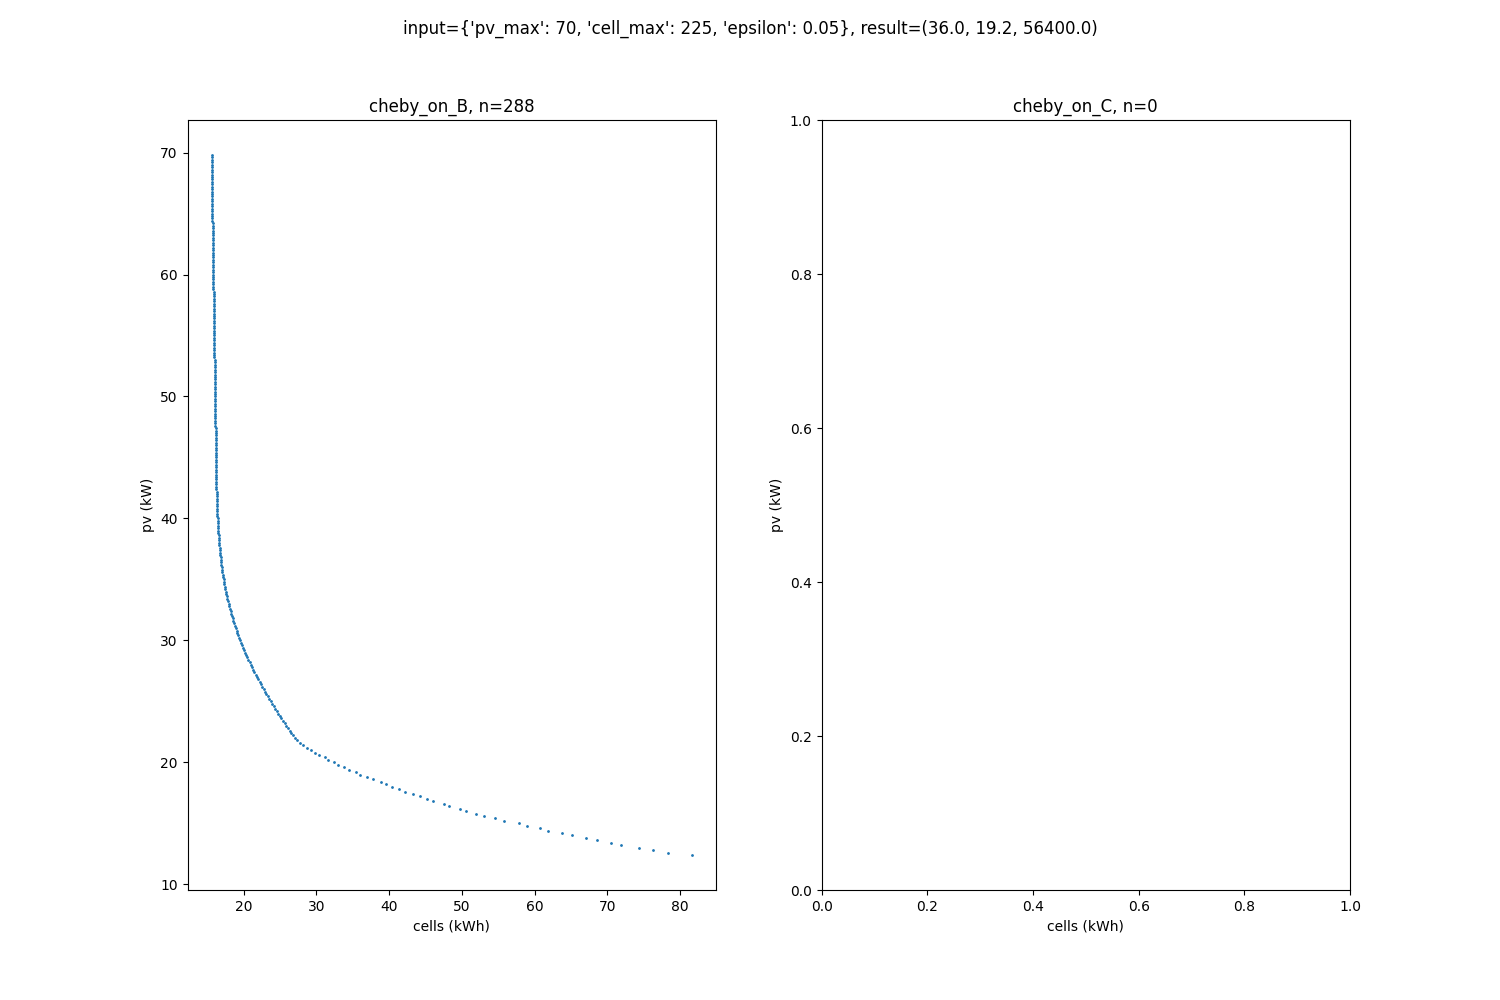 input={'pv_max': 70, 'cell_max': 225, 'epsilon': 0.05}, result=(36.0, 19.2, 56400.0)
cheby_on_B, n=288
70
60
50
40
30
20
10
pv (kW)
20 30 40 50 60 70 80
cells (kWh)
cheby_on_C, n=0
1.0
0.8
0.6
0.4
0.2
0.0
pv (kW)
0.0 0.2 0.4 0.6 0.8 1.0
cells (kWh)